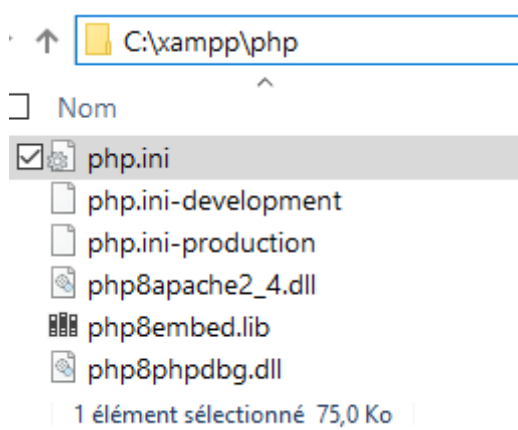 C:\xampp\php
Nom
php.ini
php.ini-development
php.ini-production
php8apache2_4.dll
php8embed.lib
php8phpdbg.dll
1 élément sélectionné 75,0 Ko